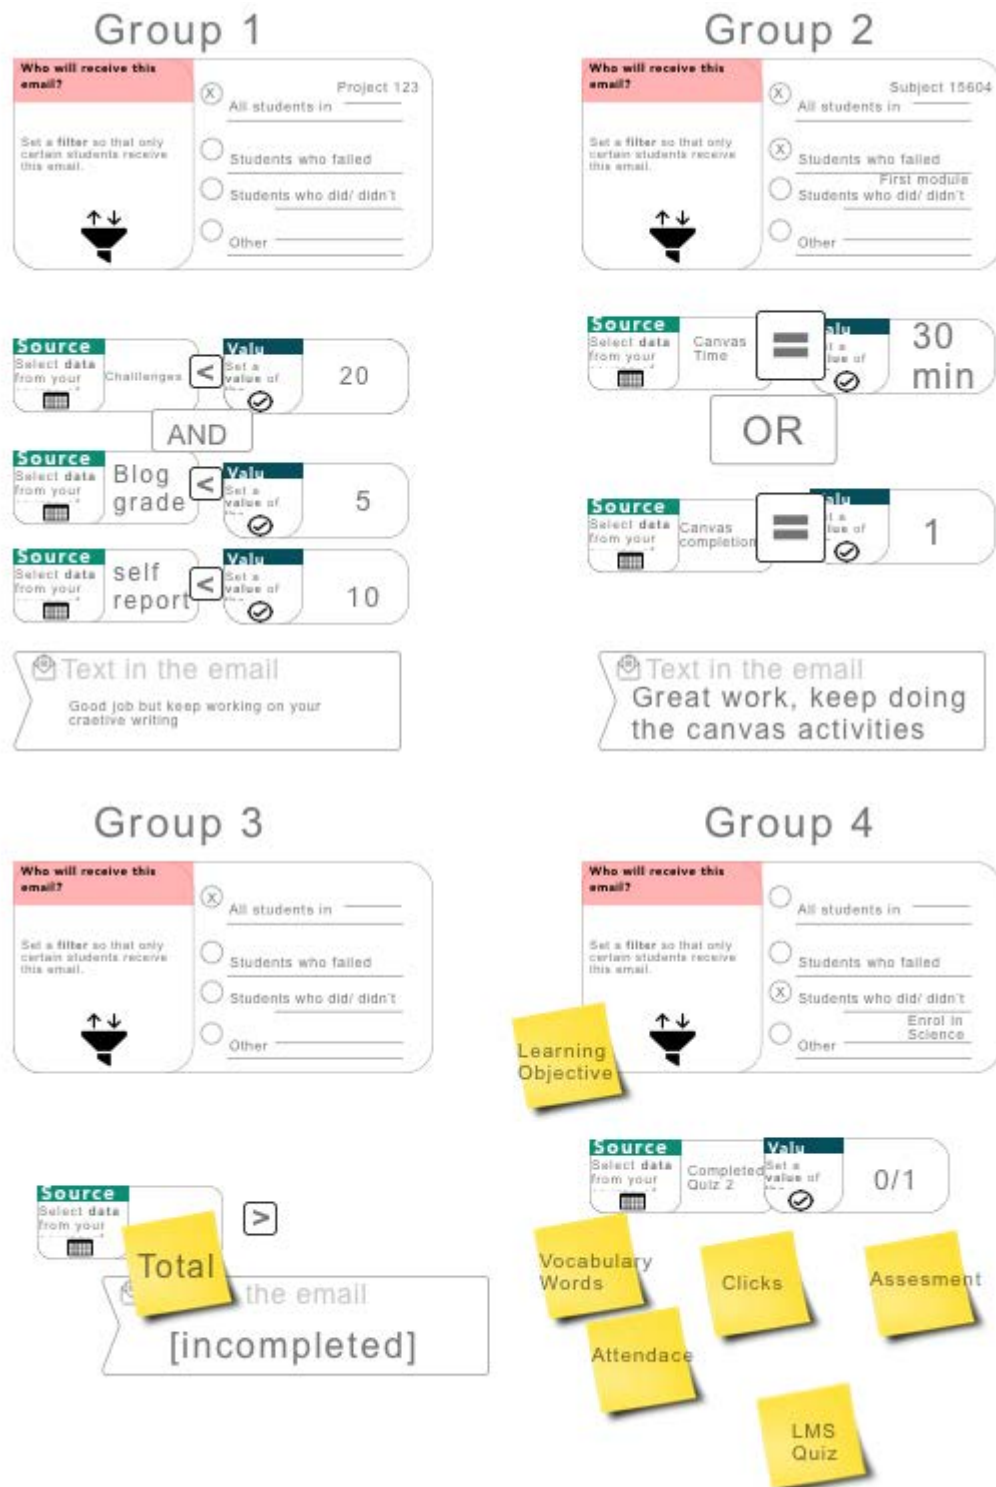 Group 1
Who will receive this
email?
Set a filter so that only
certain students receive
this email.
X
Project 123
All students in
Students who failed
Students who did/ didn't
Other
Source
Select data
from your
Challenges
<
Valu
Set a
value of
20
AND
Source
Select data
from your
Blog
grade
<
Valu
Set a
value of
5
Source
Select data
from your
self
report
<
Valu
Set a
value of
10
Text in the email
Good job but keep working on your
craetive writing
Group 2
Who will receive this
email?
Set a filter so that only
certain students receive
this email.
X
Subject 15604
All students in
X
Students who failed
First module
Students who did/ didn't
Other
Source
Select data
from your
Canvas
Time
=
alu
30
min
OR
Source
Select data
from your
Canvas
completion
=
alu
1
Text in the email
Great work, keep doing
the canvas activities
Group 3
Who will receive this
email?
Set a filter so that only
certain students receive
this email.
X
All students in
Students who failed
Students who did/ didn't
Other
Source
Select data
from your
Total
>
the email
[incompleted]
Group 4
Who will receive this
email?
Set a filter so that only
certain students receive
this email.
All students in
Students who failed
X
Students who did/ didn't
Enrol in
Science
Other
Learning
Objective
Source
Select data
from your
Completed
Quiz 2
Valu
Set a
value of
0/1
Vocabulary
Words
Clicks
Assesment
Attendace
LMS
Quiz